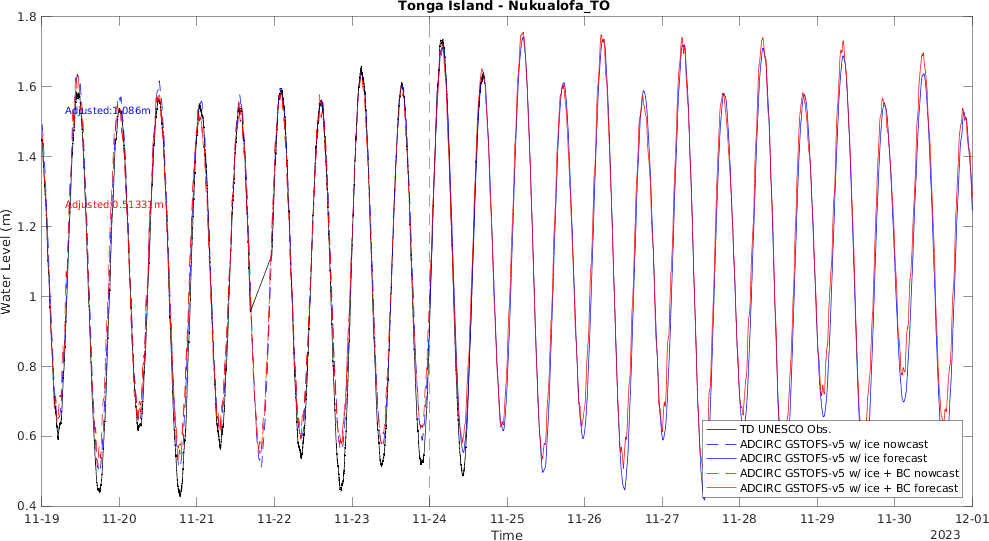 Tonga Island - Nukualofa_TO
1.8
1.6
1.4
1.2
1
0.8
0.6
0.4
Water Level (m)
Adjusted:1.086m
Adjusted:0.51331m
TD UNESCO Obs.
ADCIRC GSTOFS-v5 w/ ice nowcast
ADCIRC GSTOFS-v5 w/ ice forecast
ADCIRC GSTOFS-v5 w/ ice + BC nowcast
ADCIRC GSTOFS-v5 w/ ice + BC forecast
11-19 11-20 11-21 11-22 11-23 11-24 11-25 11-26 11-27 11-28 11-29 11-30 12-01
Time
2023